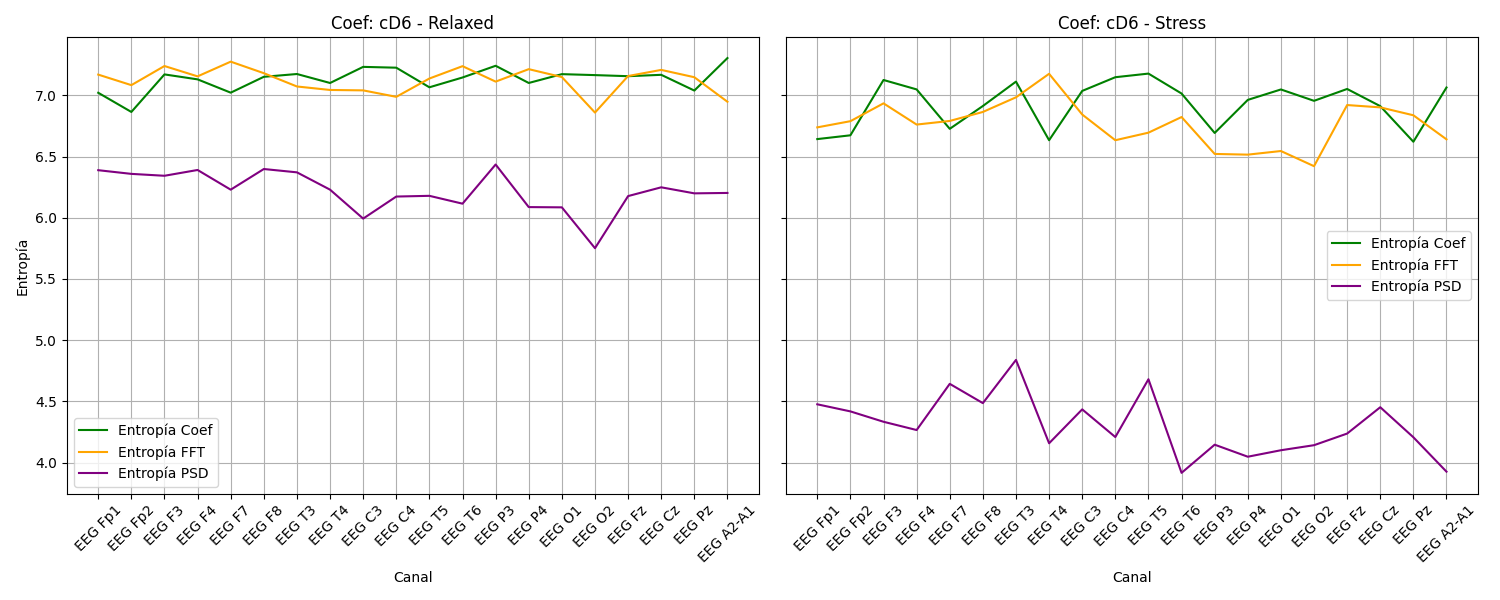 Coef: cD6 - Relaxed
Entropía
7.0
6.5
6.0
5.5
5.0
4.5
4.0
Entropía Coef
Entropía FFT
Entropía PSD
EEG Fp1
EEG Fp2
EEG F3
EEG F4
EEG F7
EEG F8
EEG T3
EEG T4
EEG C3
EEG C4
EEG T5
EEG T6
EEG P3
EEG P4
EEG O1
EEG O2
EEG Fz
EEG Cz
EEG Pz
EEG A2-A1
Canal
Coef: cD6 - Stress
Entropía Coef
Entropía FFT
Entropía PSD
EEG Fp1
EEG Fp2
EEG F3
EEG F4
EEG F7
EEG F8
EEG T3
EEG T4
EEG C3
EEG C4
EEG T5
EEG T6
EEG P3
EEG P4
EEG O1
EEG O2
EEG Fz
EEG Cz
EEG Pz
EEG A2-A1
Canal